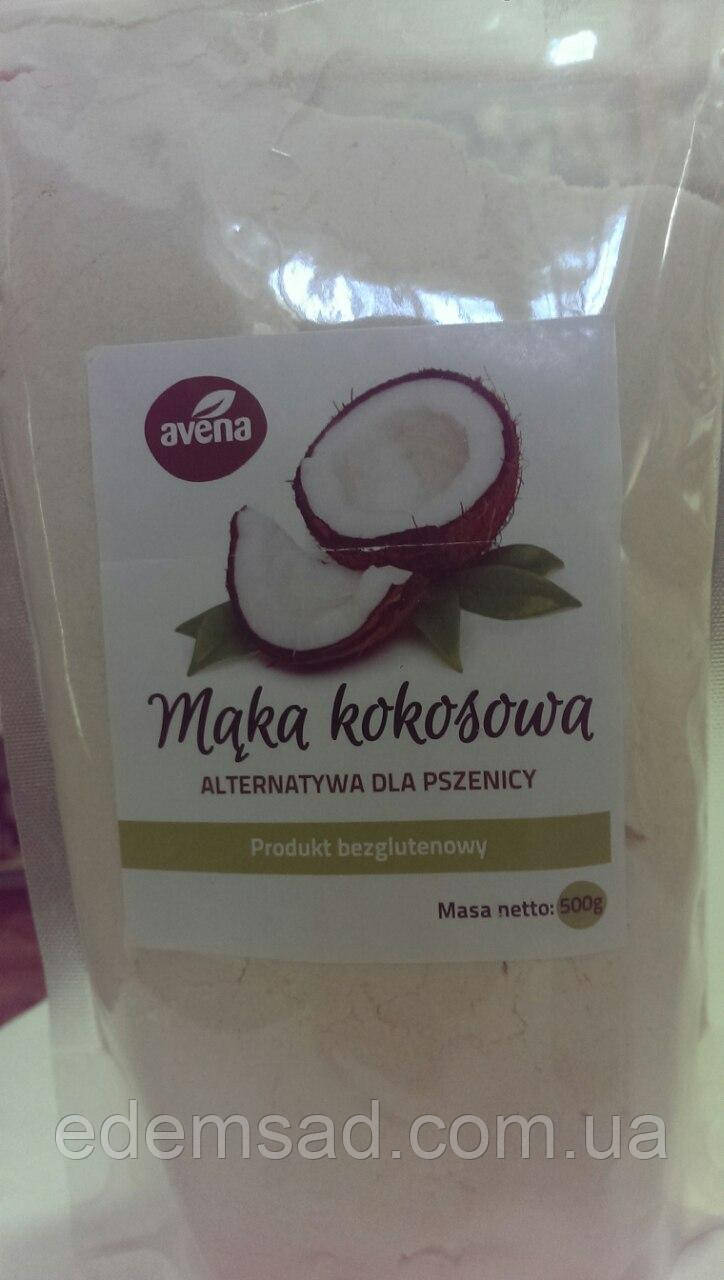 avena
Mąka kokosowa
ALTERNATYWA DLA PSZENICY
Produkt bezglutenowy
Masa netto: 500g
edemsad.com.ua